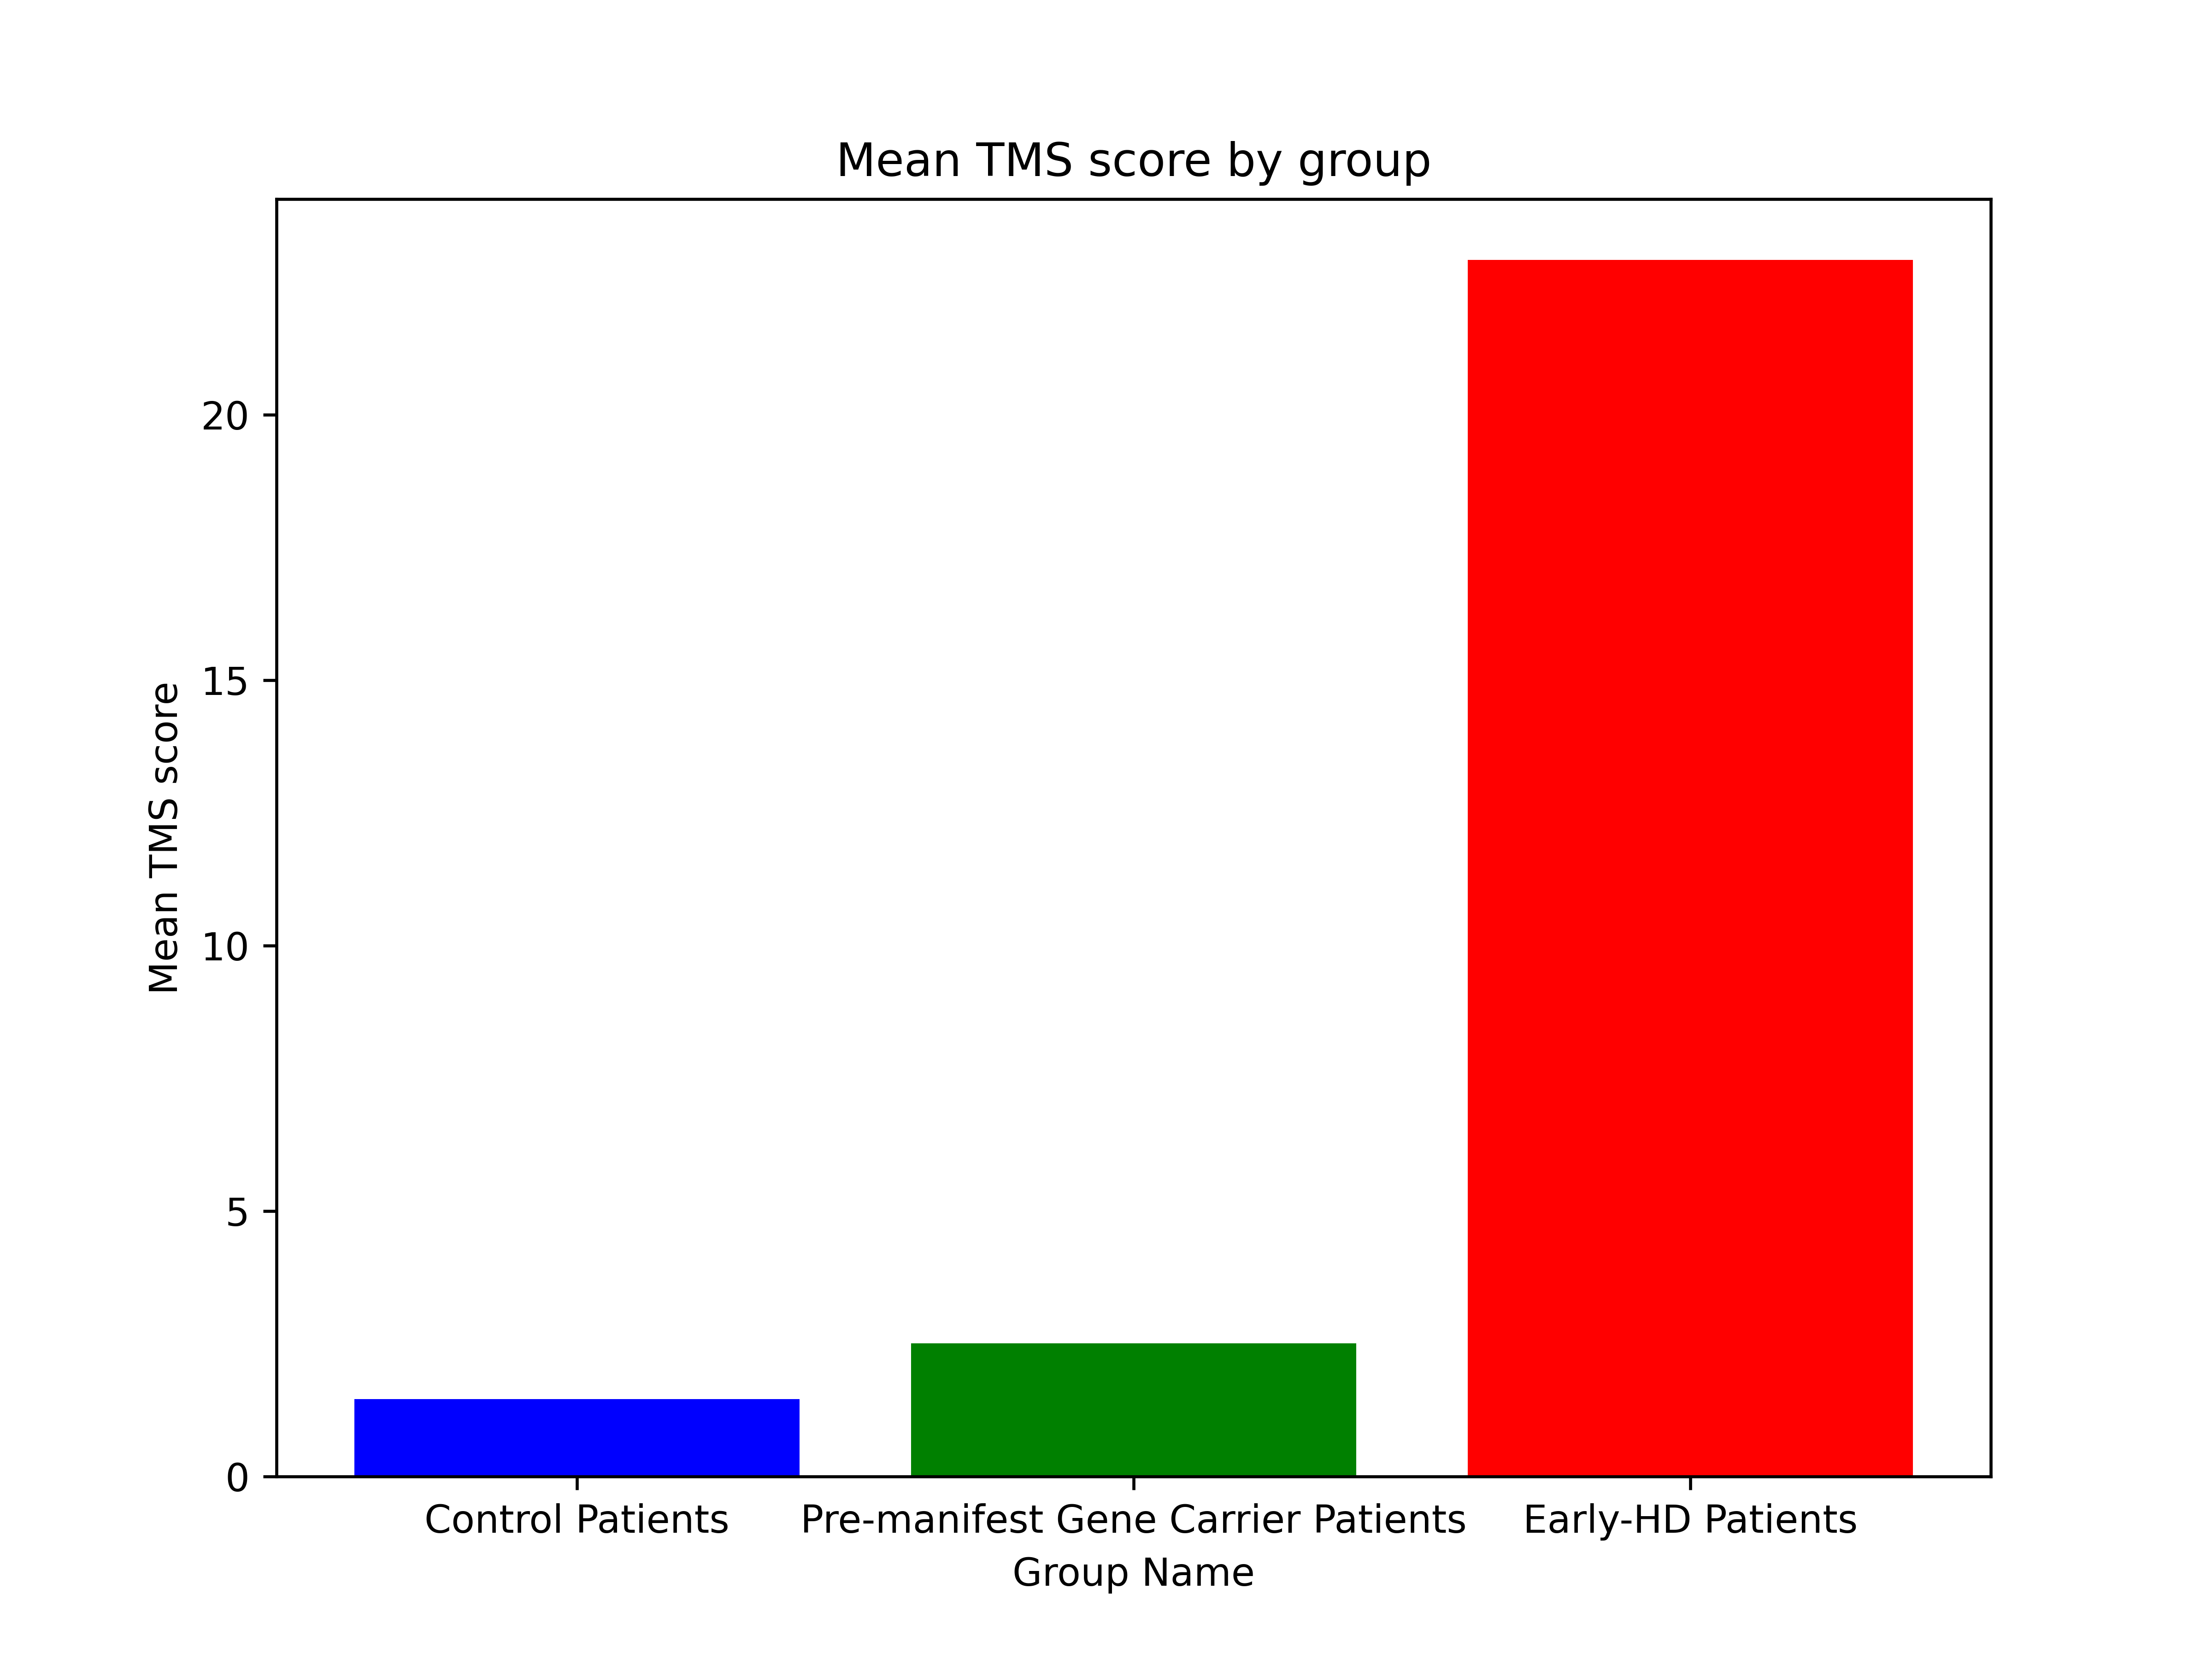 Mean TMS score by group
Mean TMS score
20
15
10
5
0
Control Patients Pre-manifest Gene Carrier Patients Early-HD Patients
Group Name